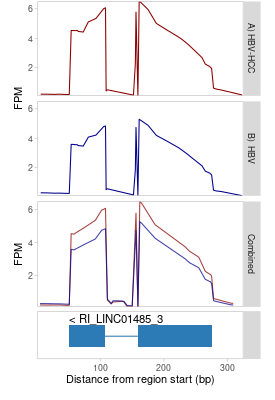 6
4
2
FPM
A) HBV-HCC
6
4
2
B) HBV
6
4
2
FPM
Combined
< RI_LINC01485_3
100
200
300
Distance from region start (bp)